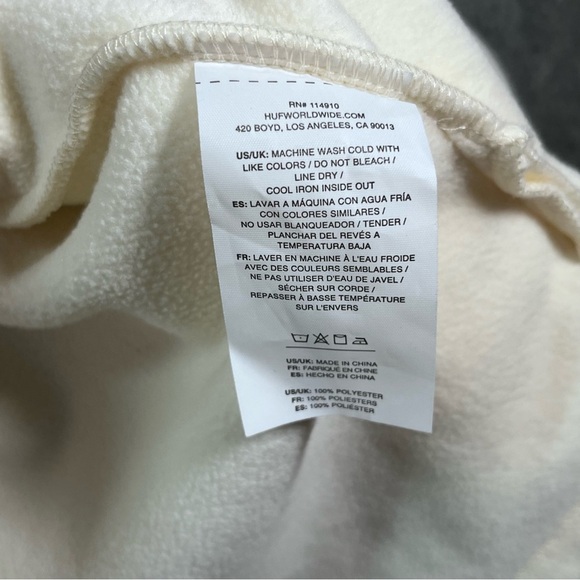 RN# 114910
HUFWORLDWIDE.COM
420 BOYD, LOS ANGELES, CA 90013
US/UK: MACHINE WASH COLD WITH
LIKE COLORS / DO NOT BLEACH /
LINE DRY /
COOL IRON INSIDE OUT
ES: LAVAR A MÁQUINA CON AGUA FRÍA
CON COLORES SIMILARES /
NO USAR BLANQUEADOR / TENDER /
PLANCHAR DEL REVÉS A
TEMPERATURA BAJA
FR: LAVER EN MACHINE À L'EAU FROIDE
AVEC DES COULEURS SEMBLABLES /
NE PAS UTILISER D'EAU DE JAVEL /
SÉCHER SUR CORDE /
REPASSER À BASSE TEMPÉRATURE
SUR L'ENVERS
US/UK: MADE IN CHINA
FR: FABRIQUÉ EN CHINE
ES: HECHO EN CHINA
US/UK: 100% POLYESTER
FR: 100% POLIESTERS
ES: 100% POLIÉSTER